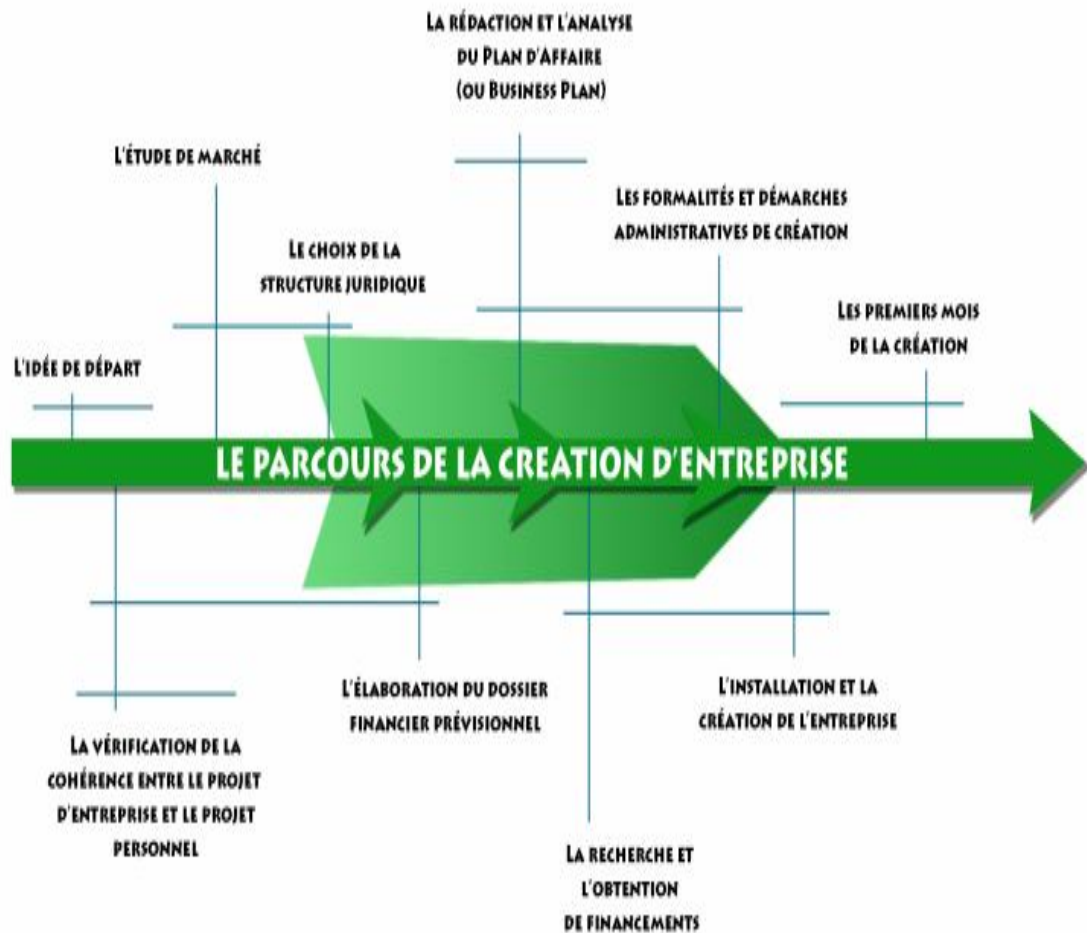 LA RÉDACTION ET L'ANALYSE
DU PLAN D'AFFAIRE
(OU BUSINESS PLAN)
L'ÉTUDE DE MARCHÉ
LES FORMALITÉS ET DÉMARCHES
ADMINISTRATIVES DE CRÉATION
LE CHOIX DE LA
STRUCTURE JURIDIQUE
LES PREMIERS MOIS
DE LA CRÉATION
L'IDÉE DE DÉPART
LE PARCOURS DE LA CREATION D'ENTREPRISE
L'ÉLABORATION DU DOSSIER
FINANCIER PRÉVISIONNEL
L'INSTALLATION ET LA
CRÉATION DE L'ENTREPRISE
LA VÉRIFICATION DE LA
COHÉRENCE ENTRE LE PROJET
D'ENTREPRISE ET LE PROJET
PERSONNEL
LA RECHERCHE ET
L'OBTENTION
DE FINANCEMENTS